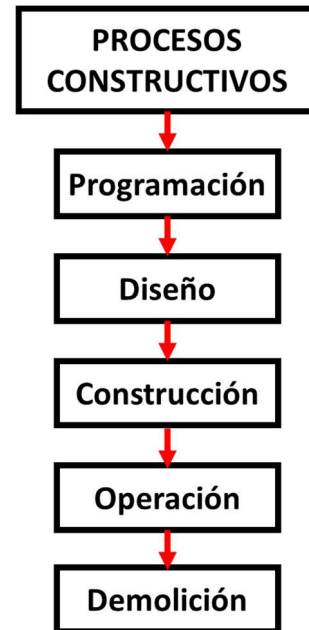 PROCESOS
CONSTRUCTIVOS
Programación
Diseño
Construcción
Operación
Demolición